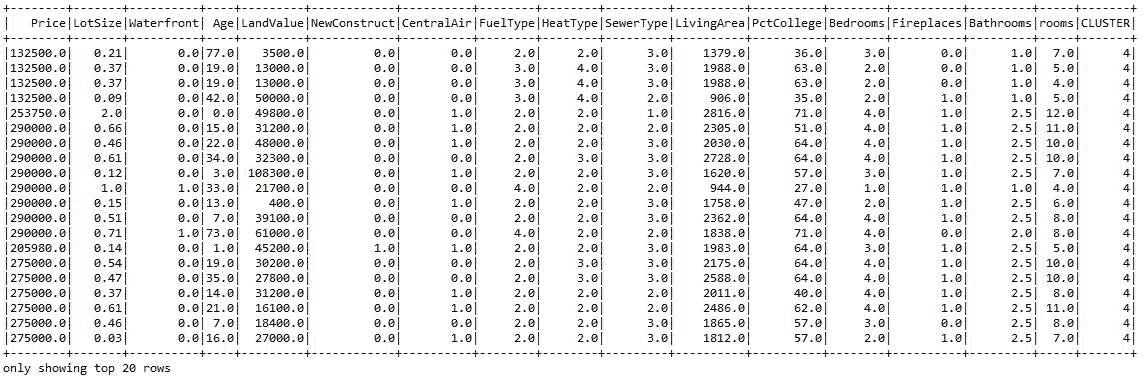 +--------+-------+----------+----+---------+------------+----------+--------+--------+---------+----------+----------+--------+----------+---------+-----+-------+
|   Price|LotSize|Waterfront| Age|LandValue|NewConstruct|CentralAir|FuelType|HeatType|SewerType|LivingArea|PctCollege|Bedrooms|Fireplaces|Bathrooms|rooms|CLUSTER|
+--------+-------+----------+----+---------+------------+----------+--------+--------+---------+----------+----------+--------+----------+---------+-----+-------+
|132500.0|   0.21|       0.0|77.0|   3500.0|         0.0|       0.0|     2.0|     2.0|      3.0|    1379.0|      36.0|     3.0|       0.0|      1.0|  7.0|      4|
|132500.0|   0.37|       0.0|19.0|  13000.0|         0.0|       0.0|     3.0|     4.0|      3.0|    1988.0|      63.0|     2.0|       0.0|      1.0|  5.0|      4|
|132500.0|   0.37|       0.0|19.0|  13000.0|         0.0|       0.0|     3.0|     4.0|      3.0|    1988.0|      63.0|     2.0|       0.0|      1.0|  4.0|      4|
|132500.0|   0.09|       0.0|42.0|  50000.0|         0.0|       0.0|     3.0|     4.0|      2.0|     906.0|      35.0|     2.0|       1.0|      1.0|  5.0|      4|
|253750.0|    2.0|       0.0| 0.0|  49800.0|         0.0|       1.0|     2.0|     2.0|      1.0|    2816.0|      71.0|     4.0|       1.0|      2.5| 12.0|      4|
|290000.0|   0.66|       0.0|15.0|  31200.0|         0.0|       1.0|     2.0|     2.0|      2.0|    2305.0|      51.0|     4.0|       1.0|      2.5| 11.0|      4|
|290000.0|   0.46|       0.0|22.0|  48000.0|         0.0|       1.0|     2.0|     2.0|      2.0|    2030.0|      64.0|     4.0|       1.0|      2.5| 10.0|      4|
|290000.0|   0.61|       0.0|34.0|  32300.0|         0.0|       0.0|     2.0|     3.0|      2.0|    2728.0|      64.0|     4.0|       1.0|      2.5| 10.0|      4|
|290000.0|   0.12|       0.0| 3.0| 108300.0|         0.0|       1.0|     2.0|     2.0|      3.0|    1620.0|      57.0|     3.0|       1.0|      2.5|  7.0|      4|
|290000.0|    1.0|       1.0|33.0|  21700.0|         0.0|       0.0|     4.0|     2.0|      2.0|     944.0|      27.0|     1.0|       1.0|      1.0|  4.0|      4|
|290000.0|   0.15|       0.0|13.0|    400.0|         0.0|       1.0|     2.0|     2.0|      3.0|    1758.0|      47.0|     2.0|       1.0|      2.5|  6.0|      4|
|290000.0|   0.51|       0.0| 7.0|  39100.0|         0.0|       0.0|     2.0|     2.0|      3.0|    2362.0|      64.0|     4.0|       1.0|      2.5|  8.0|      4|
|290000.0|   0.71|       1.0|73.0|  61000.0|         0.0|       0.0|     4.0|     2.0|      2.0|    1838.0|      71.0|     4.0|       0.0|      2.0|  8.0|      4|
|205980.0|   0.14|       0.0| 1.0|  45200.0|         1.0|       1.0|     2.0|     2.0|      3.0|    1983.0|      64.0|     3.0|       1.0|      2.5|  5.0|      4|
|275000.0|   0.54|       0.0|19.0|  30200.0|         0.0|       0.0|     2.0|     3.0|      3.0|    2175.0|      64.0|     4.0|       1.0|      2.5| 10.0|      4|
|275000.0|   0.47|       0.0|35.0|  27800.0|         0.0|       0.0|     2.0|     3.0|      3.0|    2588.0|      64.0|     4.0|       1.0|      2.5| 10.0|      4|
|275000.0|   0.37|       0.0|14.0|  31200.0|         0.0|       1.0|     2.0|     2.0|      2.0|    2011.0|      40.0|     4.0|       1.0|      2.5|  8.0|      4|
|275000.0|   0.61|       0.0|21.0|  16100.0|         0.0|       1.0|     2.0|     2.0|      2.0|    2486.0|      62.0|     4.0|       1.0|      2.5| 11.0|      4|
|275000.0|   0.46|       0.0| 7.0|  18400.0|         0.0|       0.0|     2.0|     2.0|      3.0|    1865.0|      57.0|     3.0|       0.0|      2.5|  8.0|      4|
|275000.0|   0.03|       0.0|16.0|  27000.0|         0.0|       1.0|     2.0|     2.0|      3.0|    1812.0|      57.0|     2.0|       1.0|      2.5|  7.0|      4|
+--------+-------+----------+----+---------+------------+----------+--------+--------+---------+----------+----------+--------+----------+---------+-----+-------+
only showing top 20 rows